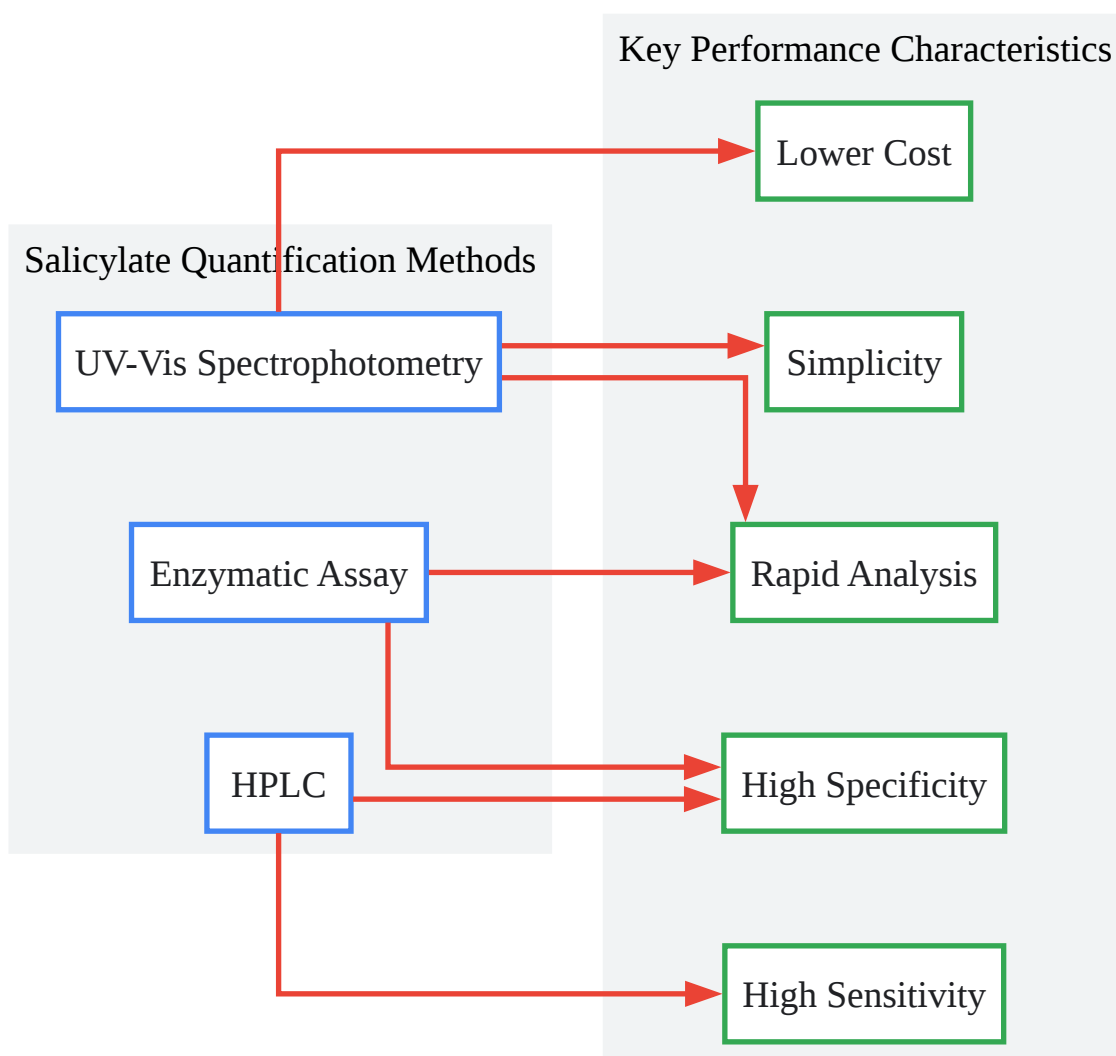 Key Performance Characteristics
Lower Cost
Salicylate Quantification Methods
UV-Vis Spectrophotometry
Simplicity
Enzymatic Assay
Rapid Analysis
HPLC
High Specificity
High Sensitivity